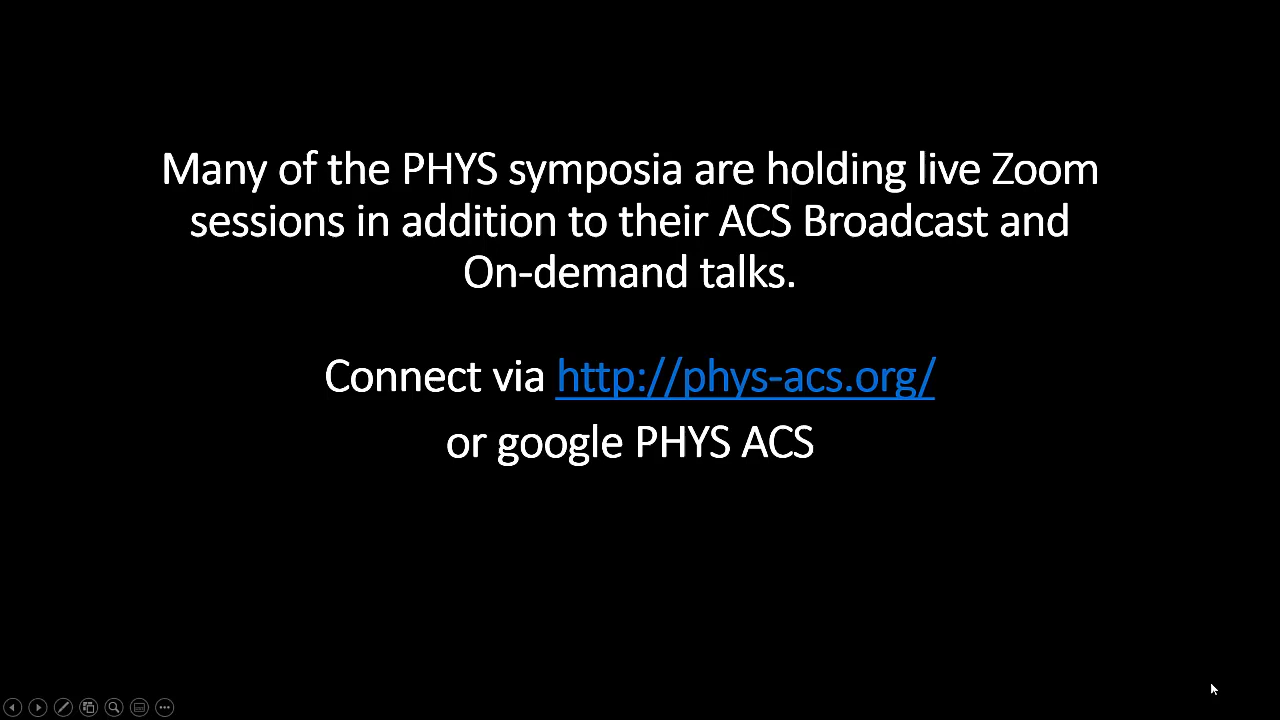 Many of the PHYS symposia are holding live Zoom
sessions in addition to their ACS Broadcast and
On-demand talks.
Connect via http://phys-acs.org/
or google PHYS ACS